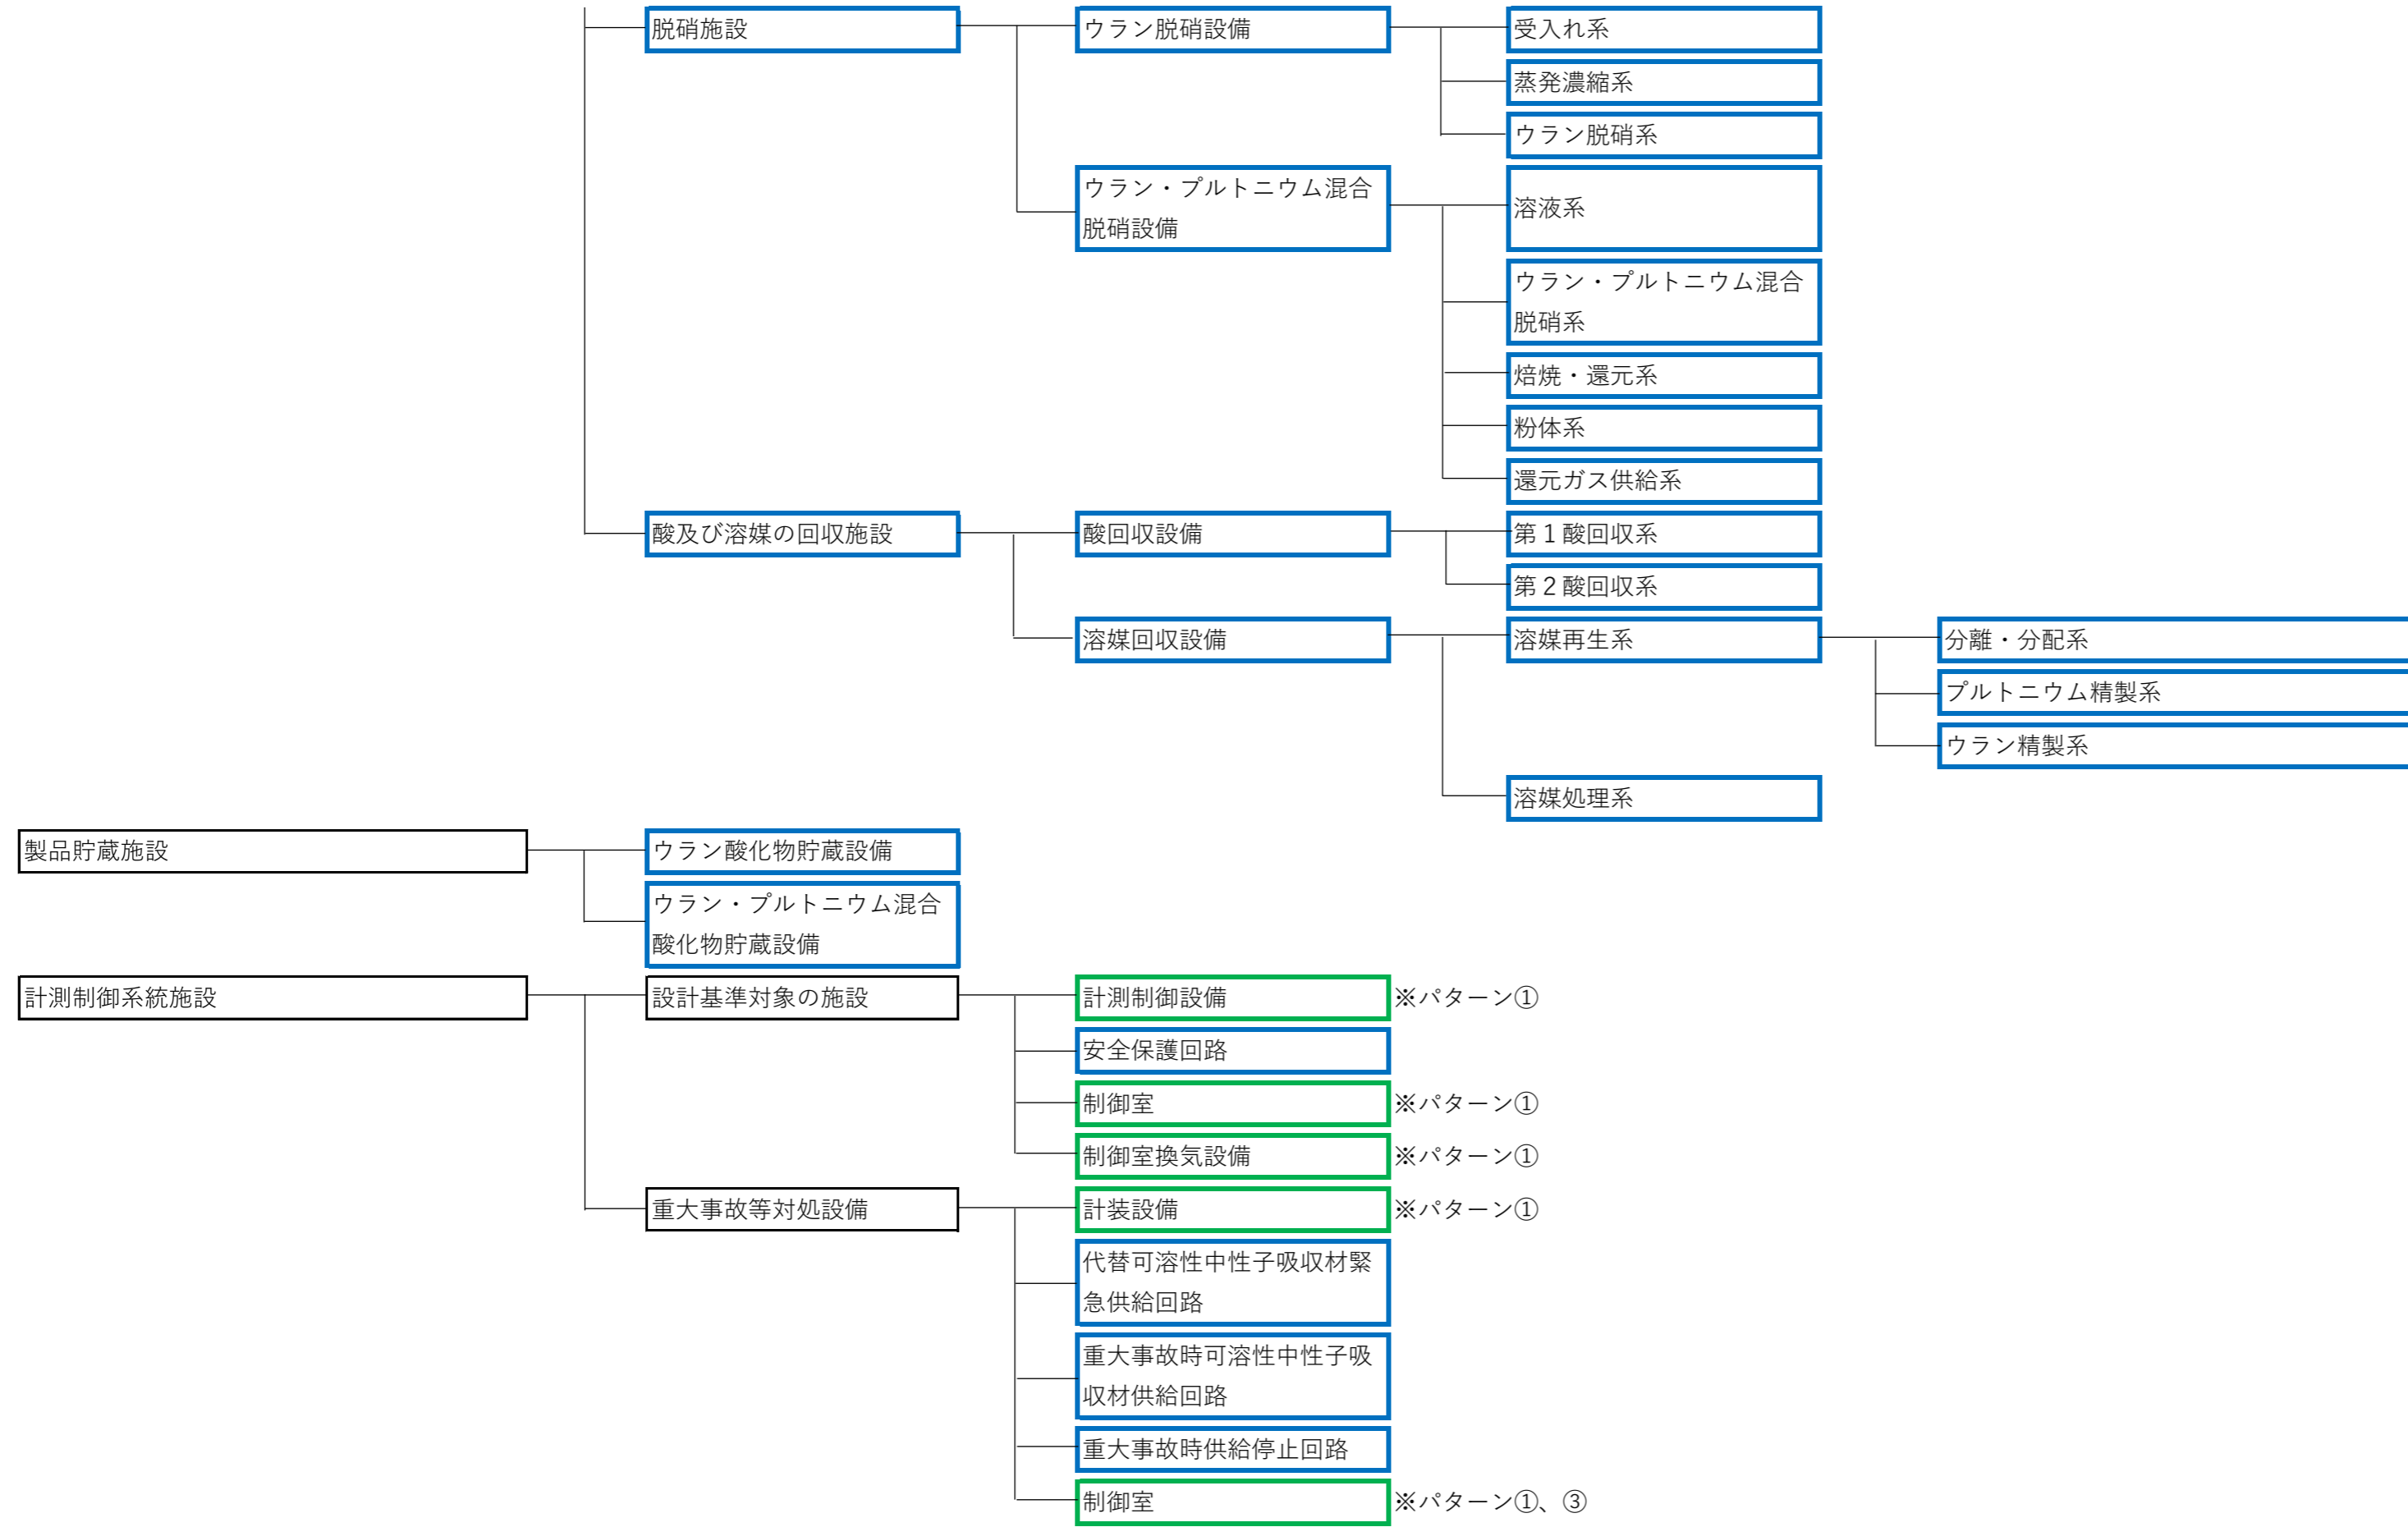 脱硝施設
ウラン脱硝設備
受入れ系
蒸発濃縮系
ウラン脱硝系
ウラン・プルトニウム混合
脱硝設備
溶液系
ウラン・プルトニウム混合
脱硝系
焙焼・還元系
粉体系
還元ガス供給系
酸及び溶媒の回収施設
酸回収設備
第１酸回収系
第２酸回収系
溶媒回収設備
溶媒再生系
分離・分配系
プルトニウム精製系
ウラン精製系
溶媒処理系
製品貯蔵施設
ウラン酸化物貯蔵設備
ウラン・プルトニウム混合
酸化物貯蔵設備
計測制御系統施設
設計基準対象の施設
計測制御設備
※パターン①
安全保護回路
制御室
※パターン①
制御室換気設備
※パターン①
重大事故等対処設備
計装設備
※パターン①
代替可溶性中性子吸収材緊
急供給回路
重大事故時可溶性中性子吸
収材供給回路
重大事故時供給停止回路
制御室
※パターン①、③